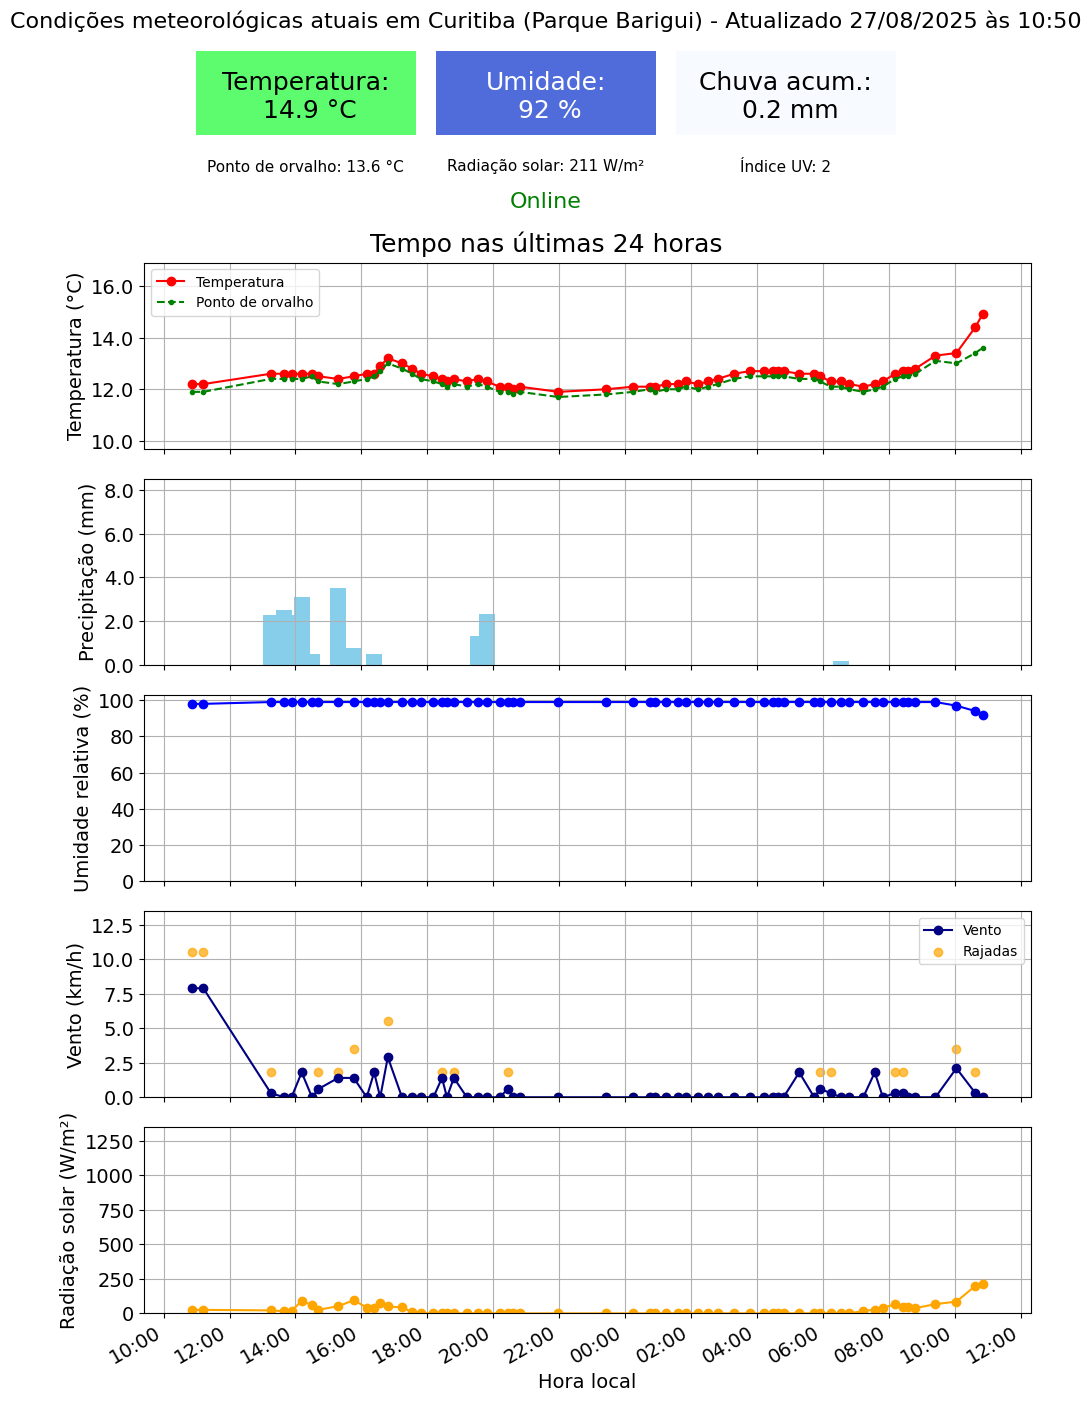 Condições meteorológicas atuais em Curitiba (Parque Barigui) - Atualizado 27/08/2025 às 10:50
Temperatura:
14.9 °C
Umidade:
92 %
Chuva acum.:
0.2 mm
Ponto de orvalho: 13.6 °C
Radiação solar: 211 W/m²
Índice UV: 2
Online
Tempo nas últimas 24 horas
Temperatura (°C)
16.0
14.0
12.0
10.0
Temperatura
Ponto de orvalho
Precipitação (mm)
8.0
6.0
4.0
2.0
0.0
Umidade relativa (%)
100
80
60
40
20
0
Vento (km/h)
12.5
10.0
7.5
5.0
2.5
0.0
Vento
Rajadas
Radiação solar (W/m²)
1250
1000
750
500
250
0
10:00 12:00 14:00 16:00 18:00 20:00 22:00 00:00 02:00 04:00 06:00 08:00 10:00 12:00
Hora local